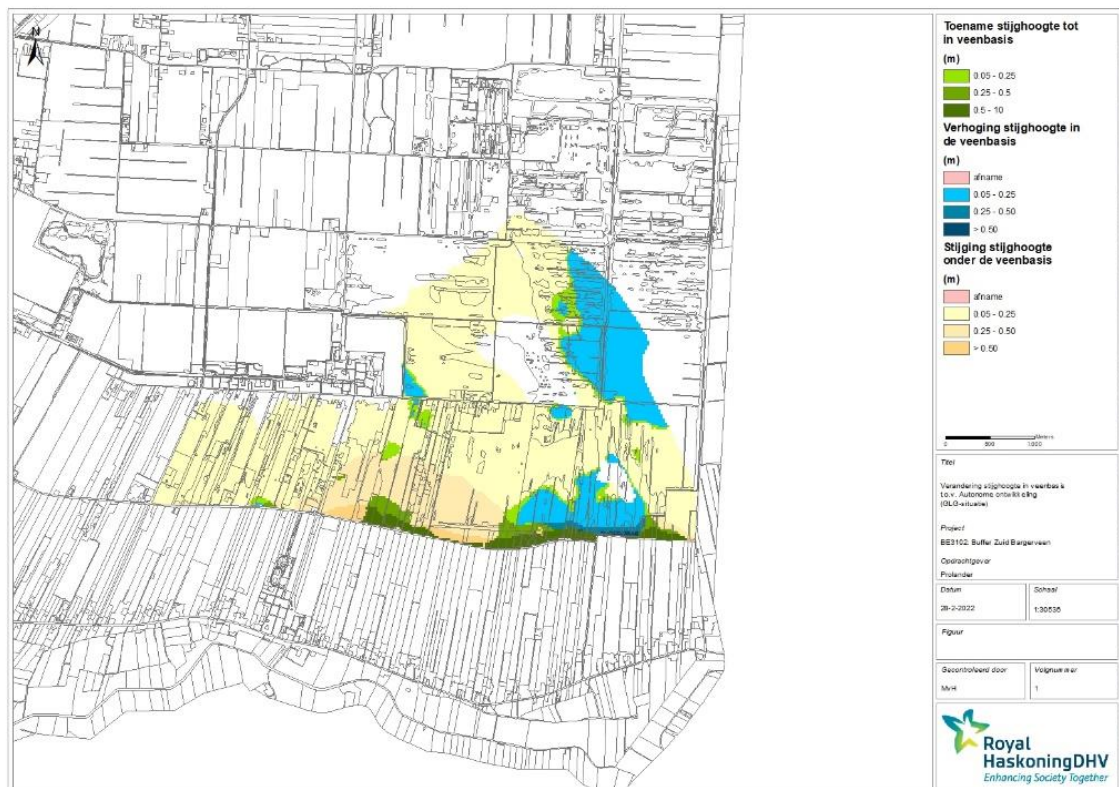 N
Toename stijghoogte tot
in veenbasis
(m)
0.05 - 0.25
0.25 - 0.5
0.5 - 10
Verhoging stijghoogte in
de veenbasis
(m)
afname
0.05 - 0.25
0.25 - 0.50
> 0.50
Stijging stijghoogte
onder de veenbasis
(m)
afname
0.05 - 0.25
0.25 - 0.50
> 0.50
Meters
0 500 1.000
Titel
Verandering stijghoogte in veenbasis
t.o.v. Autonome ontwikkeling
(GLG-situatie)
Project
BE3102: Buffer Zuid Bargerveen
Opdrachtgever
Prolander
Datum
Schaal
28-2-2022
1:30536
Figuur
Gecontroleerd door
Volgnummer
MvH
1
Royal
HaskoningDHV
Enhancing Society Together